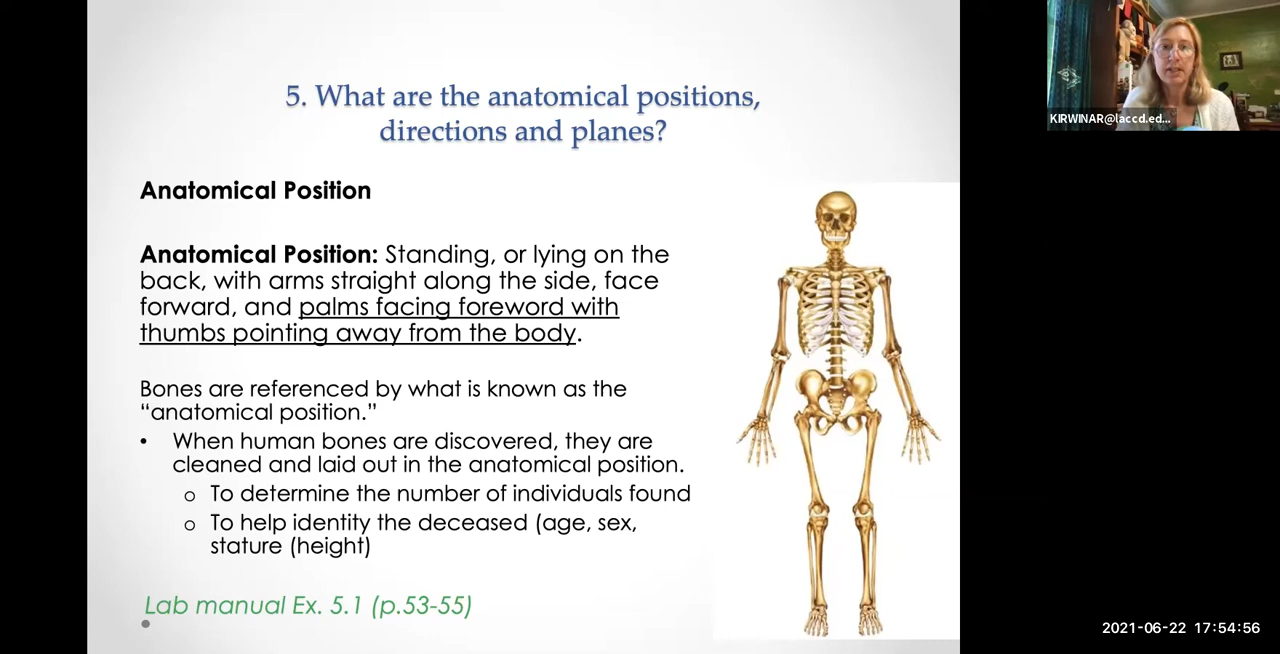 5. What are the anatomical positions,
directions and planes?
Anatomical Position
Anatomical Position: Standing, or lying on the
back, with arms straight along the side, face
forward, and palms facing foreword with
thumbs pointing away from the body.
Bones are referenced by what is known as the
“anatomical position.”
• When human bones are discovered, they are
cleaned and laid out in the anatomical position.
o To determine the number of individuals found
o To help identity the deceased (age, sex,
stature (height)
Lab manual Ex. 5.1 (p.53-55)
KIRWINAR@laccd.ed...
2021-06-22 17:54:56